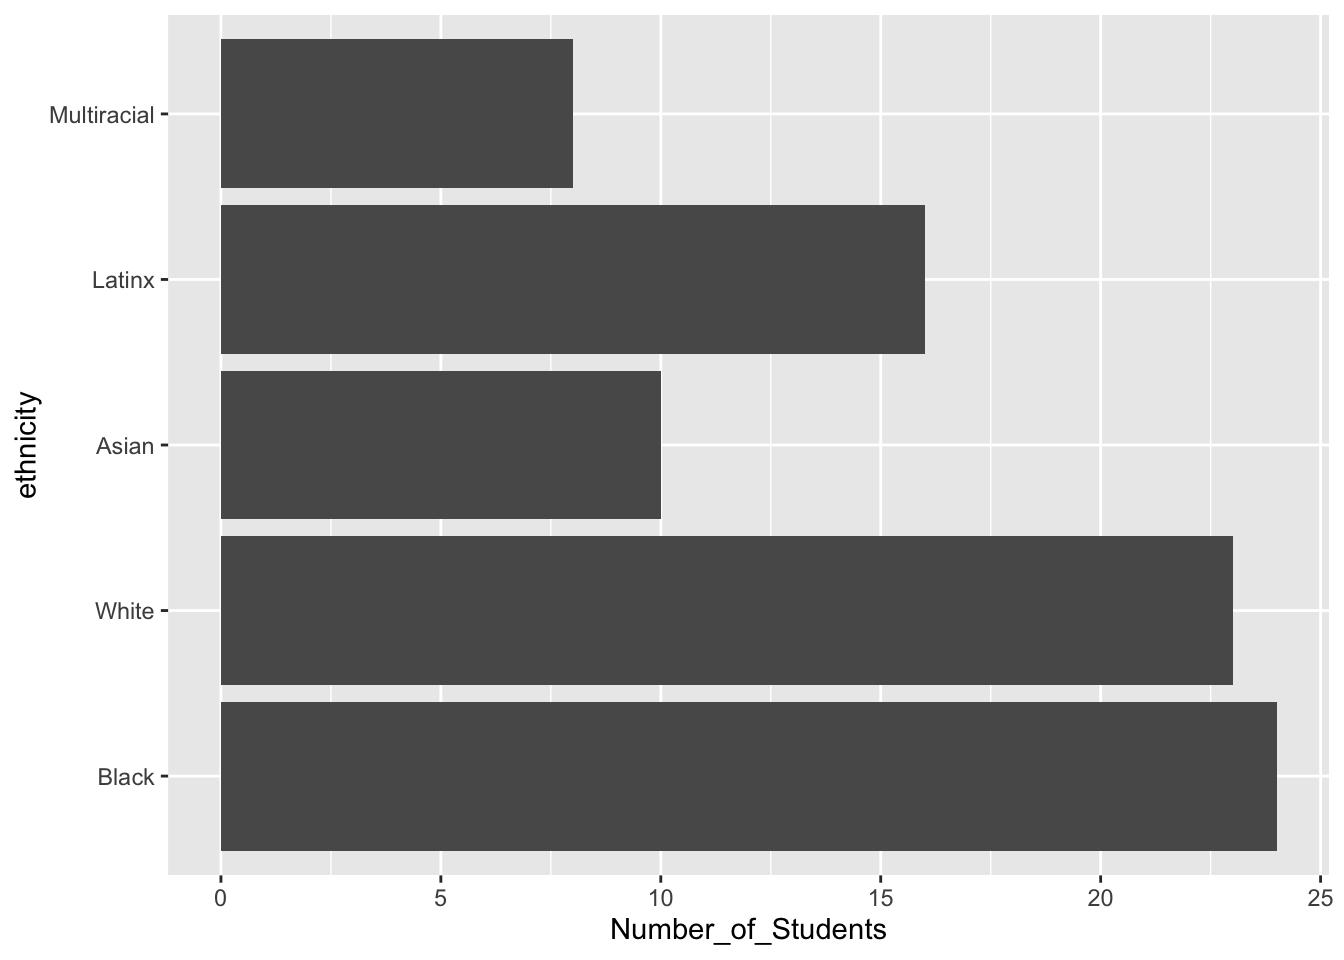 Multiracial
Latinx
Asian
White
Black
ethnicity
0 5 10 15 20 25
Number_of_Students